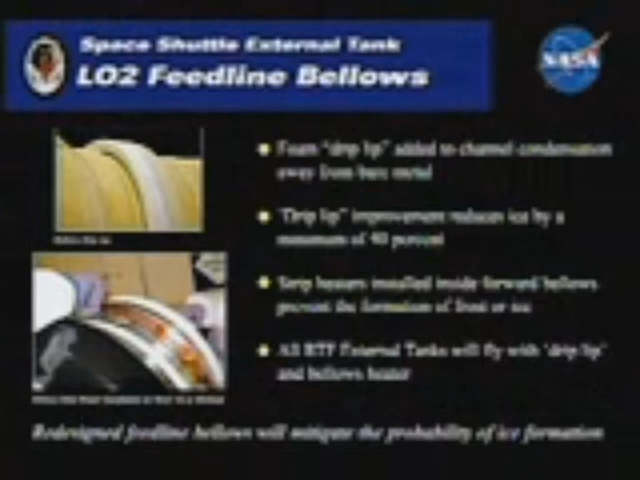 Space Shuttle External Tank
LO2 Feedline Bellows
NASA
Foam "drip lip" added to channel condensation
away from bare metal
"Drip lip" improvement reduces ice by a
minimum of 40 percent
Strip heaters installed inside forward bellows
prevent the formation of frost or ice
All RTF External Tanks will fly with "drip lip"
and bellows heater
Redesigned feedline bellows will mitigate the probability of ice formation